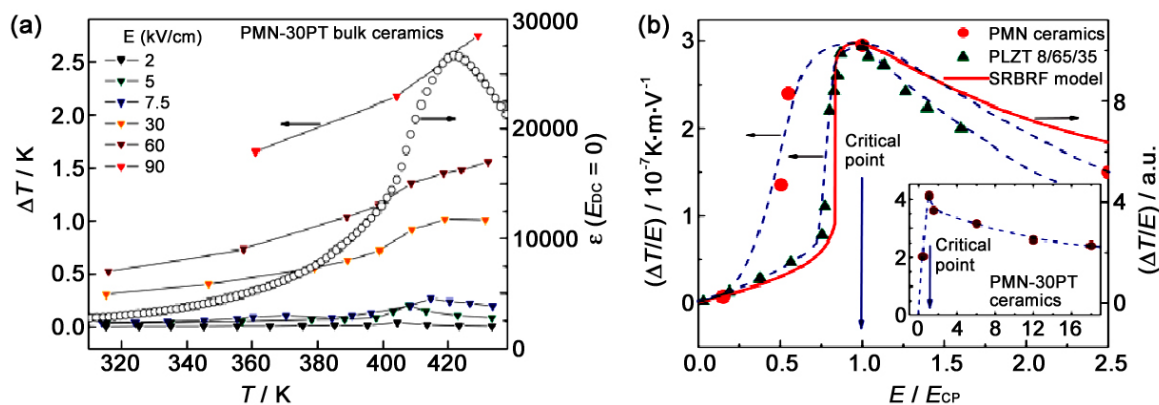 (a)
E (kV/cm)
2
5
7.5
30
60
90
PMN-30PT bulk ceramics
2.5
2.0
1.5
1.0
0.5
0.0
ΔT / K
320
340
360
380
400
420
T / K
30000
20000
10000
0
ε (E_DC = 0)
(b)
PMN ceramics
PLZT 8/65/35
SRBRF model
3
2
1
0
(ΔT/E) / 10⁻⁷K·m·V⁻¹
Critical
point
0.0
0.5
1.0
1.5
2.0
2.5
E / E_CP
8
4
0
(ΔT/E) / a.u.
4
2
0
0
4
8
12
16
Critical
point
PMN-30PT
ceramics